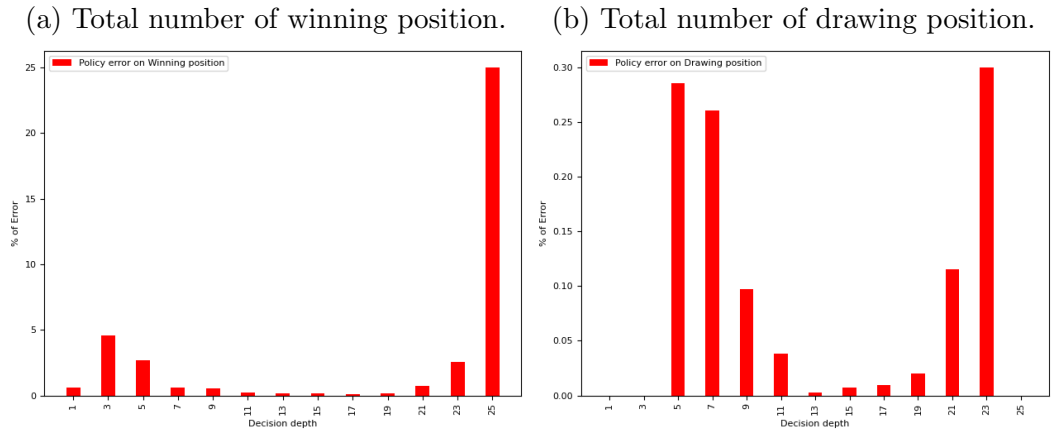 (a) Total number of winning position.
(b) Total number of drawing position.
Policy error on Winning position
% of Error
25
20
15
10
5
0
1 3 5 7 9 11 13 15 17 19 21 23 25
Decision depth
Policy error on Drawing position
% of Error
0.30
0.25
0.20
0.15
0.10
0.05
0.00
1 3 5 7 9 11 13 15 17 19 21 23 25
Decision depth